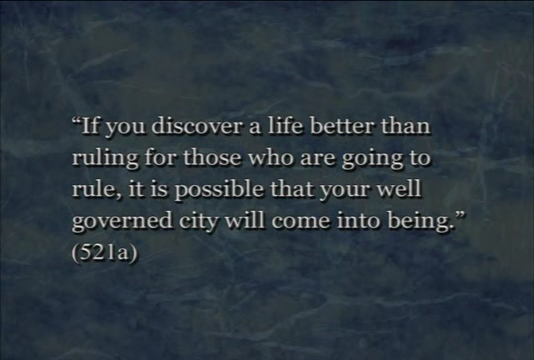 “If you discover a life better than
ruling for those who are going to
rule, it is possible that your well
governed city will come into being.”
(521a)